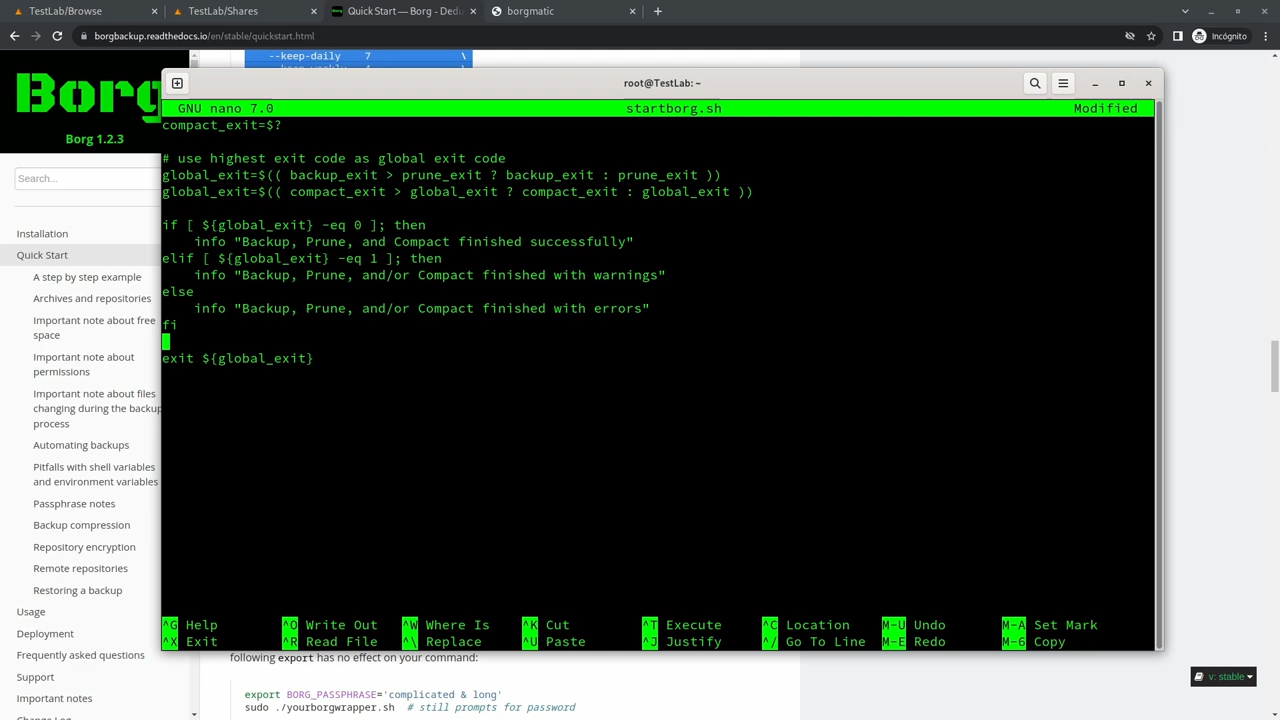 TestLab/Browse
TestLab/Shares
Quick Start — Borg - Dedu
borgmatic
borgbackup.readthedocs.io/en/stable/quickstart.html
Incógnito
--keep-daily    7               \
Borg
Borg 1.2.3
Search...
Installation
Quick Start
A step by step example
Archives and repositories
Important note about free
space
Important note about
permissions
Important note about files
changing during the backup
process
Automating backups
Pitfalls with shell variables
and environment variables
Passphrase notes
Backup compression
Repository encryption
Remote repositories
Restoring a backup
Usage
Deployment
Frequently asked questions
Support
Important notes
Change Log
root@TestLab: ~
GNU nano 7.0 startborg.sh Modified
compact_exit=$?
# use highest exit code as global exit code
global_exit=$(( backup_exit > prune_exit ? backup_exit : prune_exit ))
global_exit=$(( compact_exit > global_exit ? compact_exit : global_exit ))
if [ ${global_exit} -eq 0 ]; then
    info "Backup, Prune, and Compact finished successfully"
elif [ ${global_exit} -eq 1 ]; then
    info "Backup, Prune, and/or Compact finished with warnings"
else
    info "Backup, Prune, and/or Compact finished with errors"
fi
exit ${global_exit}
^G Help ^O Write Out ^W Where Is ^K Cut ^T Execute ^C Location M-U Undo M-A Set Mark
^X Exit ^R Read File ^\ Replace ^U Paste ^J Justify ^/ Go To Line M-E Redo M-6 Copy
following export has no effect on your command:
export BORG_PASSPHRASE='complicated & long'
sudo ./yourborgwrapper.sh  # still prompts for password
v: stable